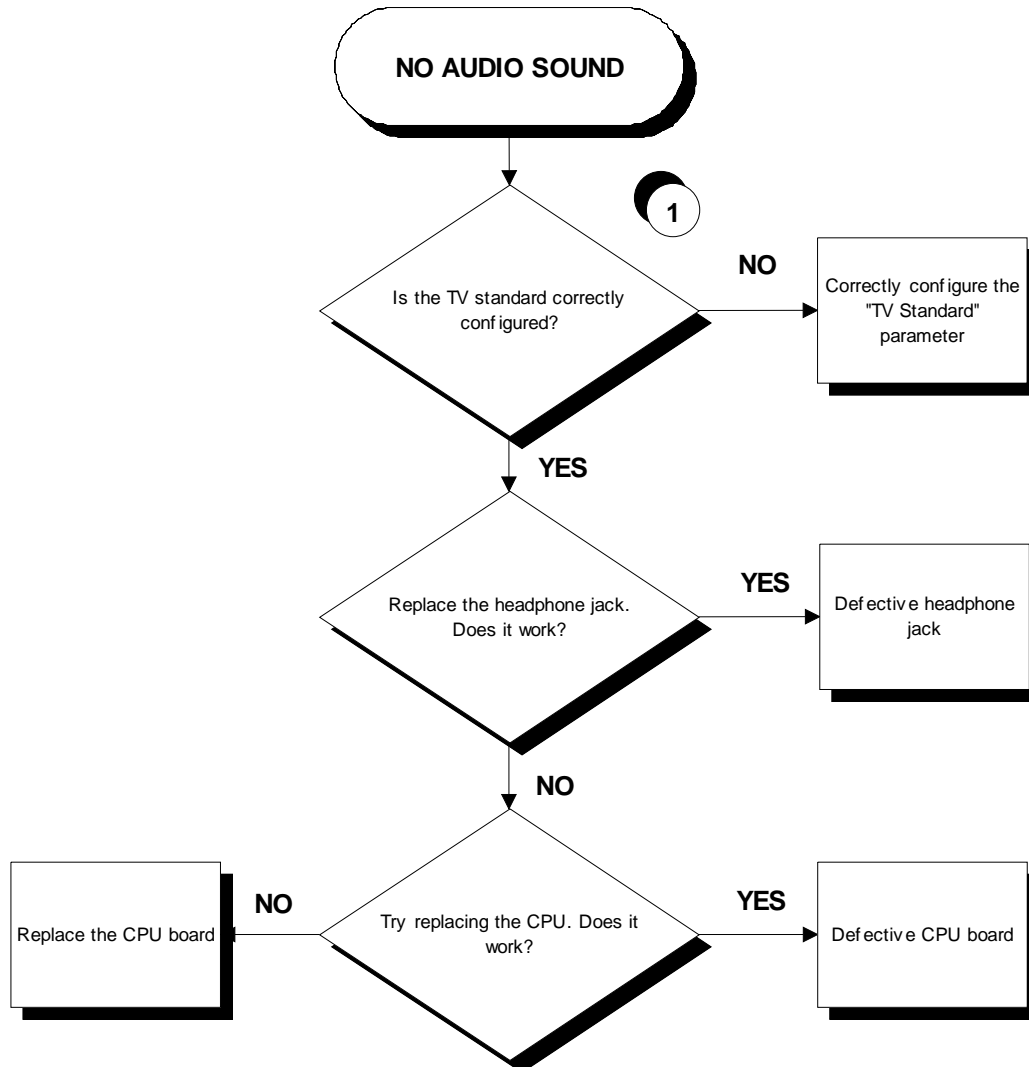 NO AUDIO SOUND
1
Is the TV standard correctly
configured?
NO
Correctly configure the
"TV Standard"
parameter
YES
Replace the headphone jack.
Does it work?
YES
Defective headphone
jack
NO
Replace the CPU board
NO
Try replacing the CPU. Does it
work?
YES
Defective CPU board